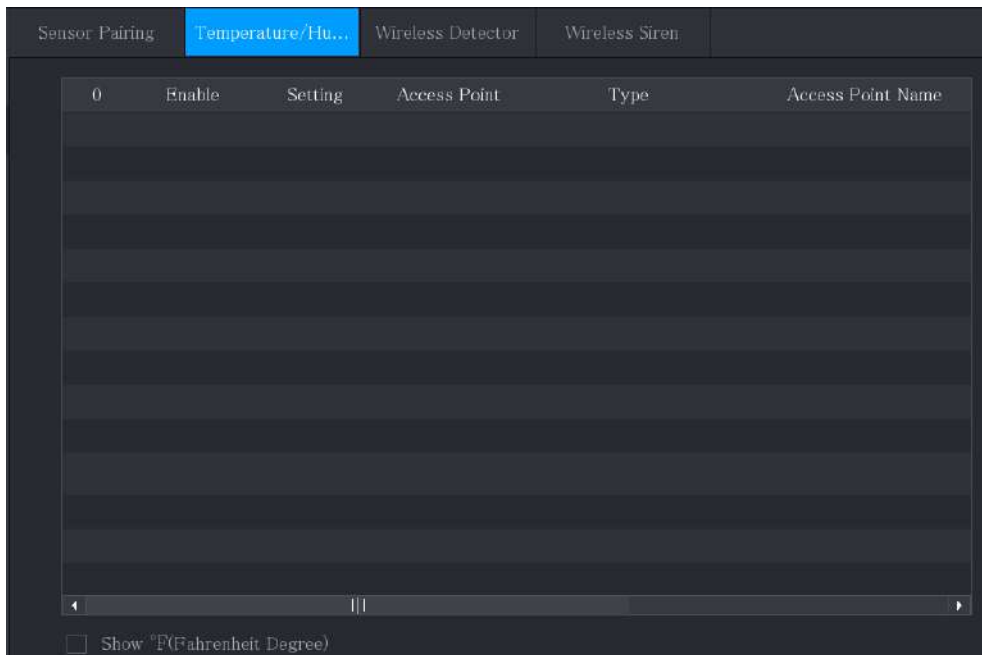 Sensor Pairing Temperature/Hu... Wireless Detector Wireless Siren
0 Enable Setting Access Point Type Access Point Name
Show °F(Fahrenheit Degree)